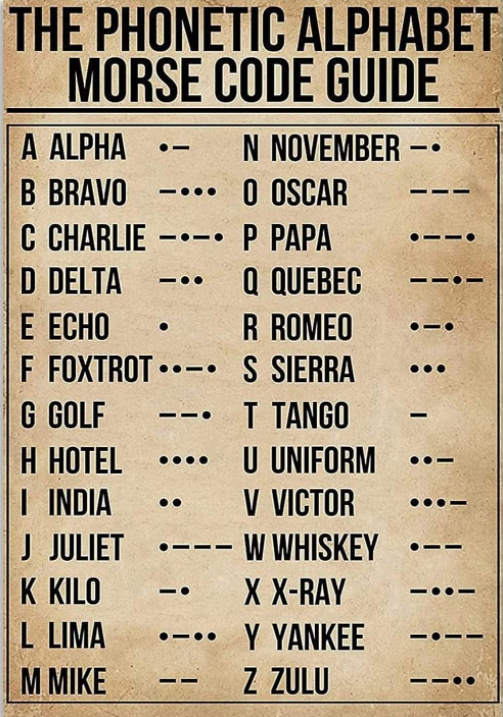 THE PHONETIC ALPHABET
MORSE CODE GUIDE
A ALPHA •–
B BRAVO –•••
C CHARLIE –•–•
D DELTA –••
E ECHO •
F FOXTROT ••–•
G GOLF ––•
H HOTEL ••••
I INDIA ••
J JULIET •–––
K KILO –•
L LIMA •–••
M MIKE ––
N NOVEMBER –•
O OSCAR –––
P PAPA •––•
Q QUEBEC ––•–
R ROMEO •–•
S SIERRA •••
T TANGO –
U UNIFORM ••–
V VICTOR •••–
W WHISKEY •––
X X-RAY –••–
Y YANKEE –•––
Z ZULU ––••